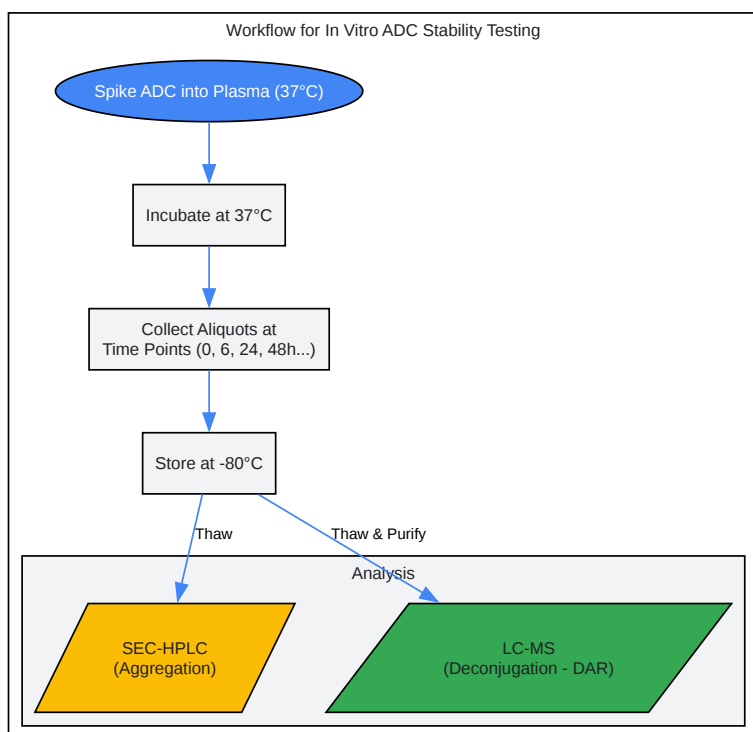 Workflow for In Vitro ADC Stability Testing
Spike ADC into Plasma (37°C)
Incubate at 37°C
Collect Aliquots at
Time Points (0, 6, 24, 48h...)
Store at -80°C
Thaw
Thaw & Purify
Analysis
SEC-HPLC
(Aggregation)
LC-MS
(Deconjugation - DAR)